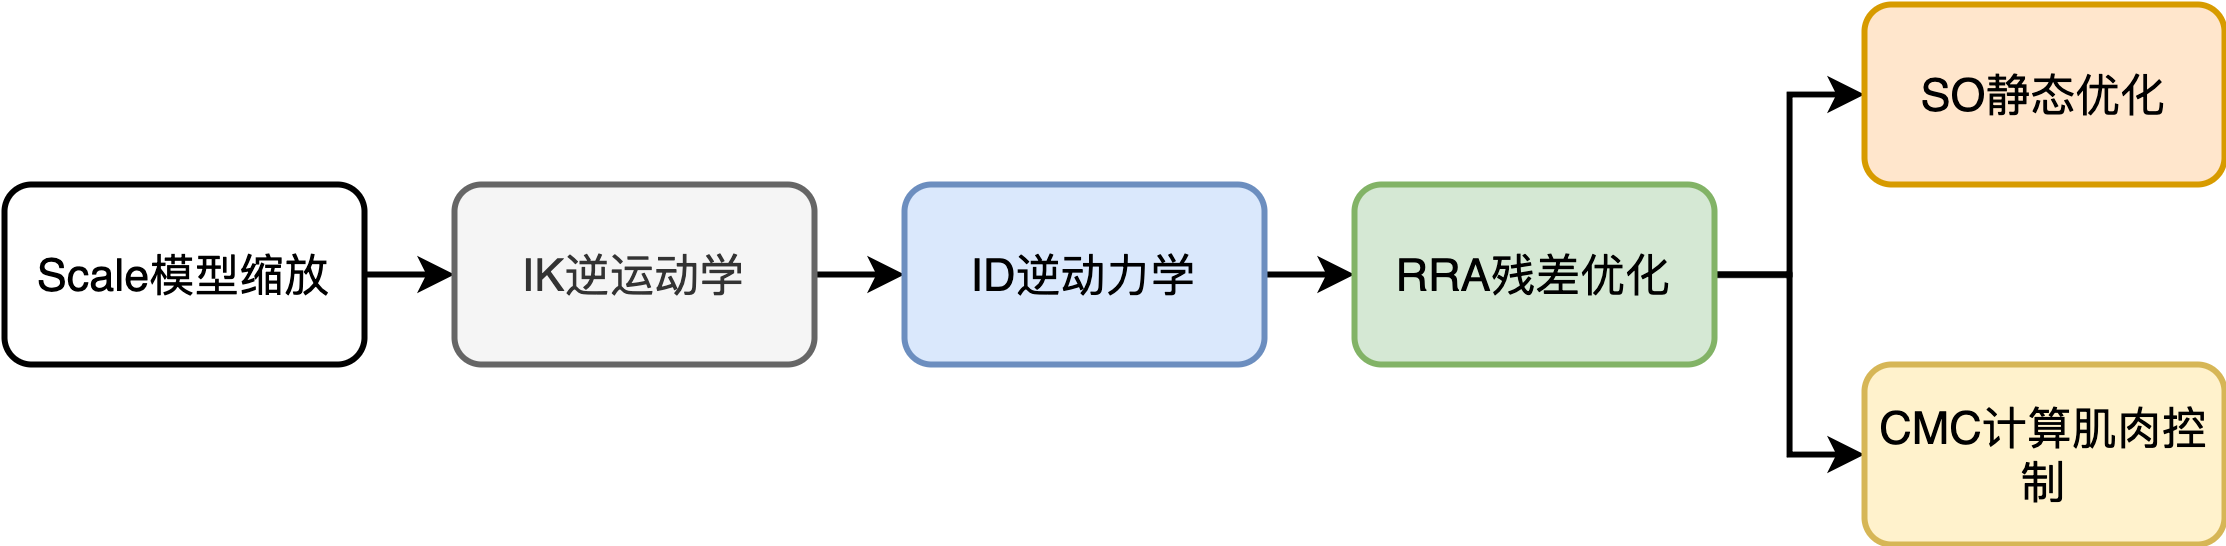 Scale模型缩放
IK逆运动学
ID逆动力学
RRA残差优化
SO静态优化
CMC计算肌肉控
制